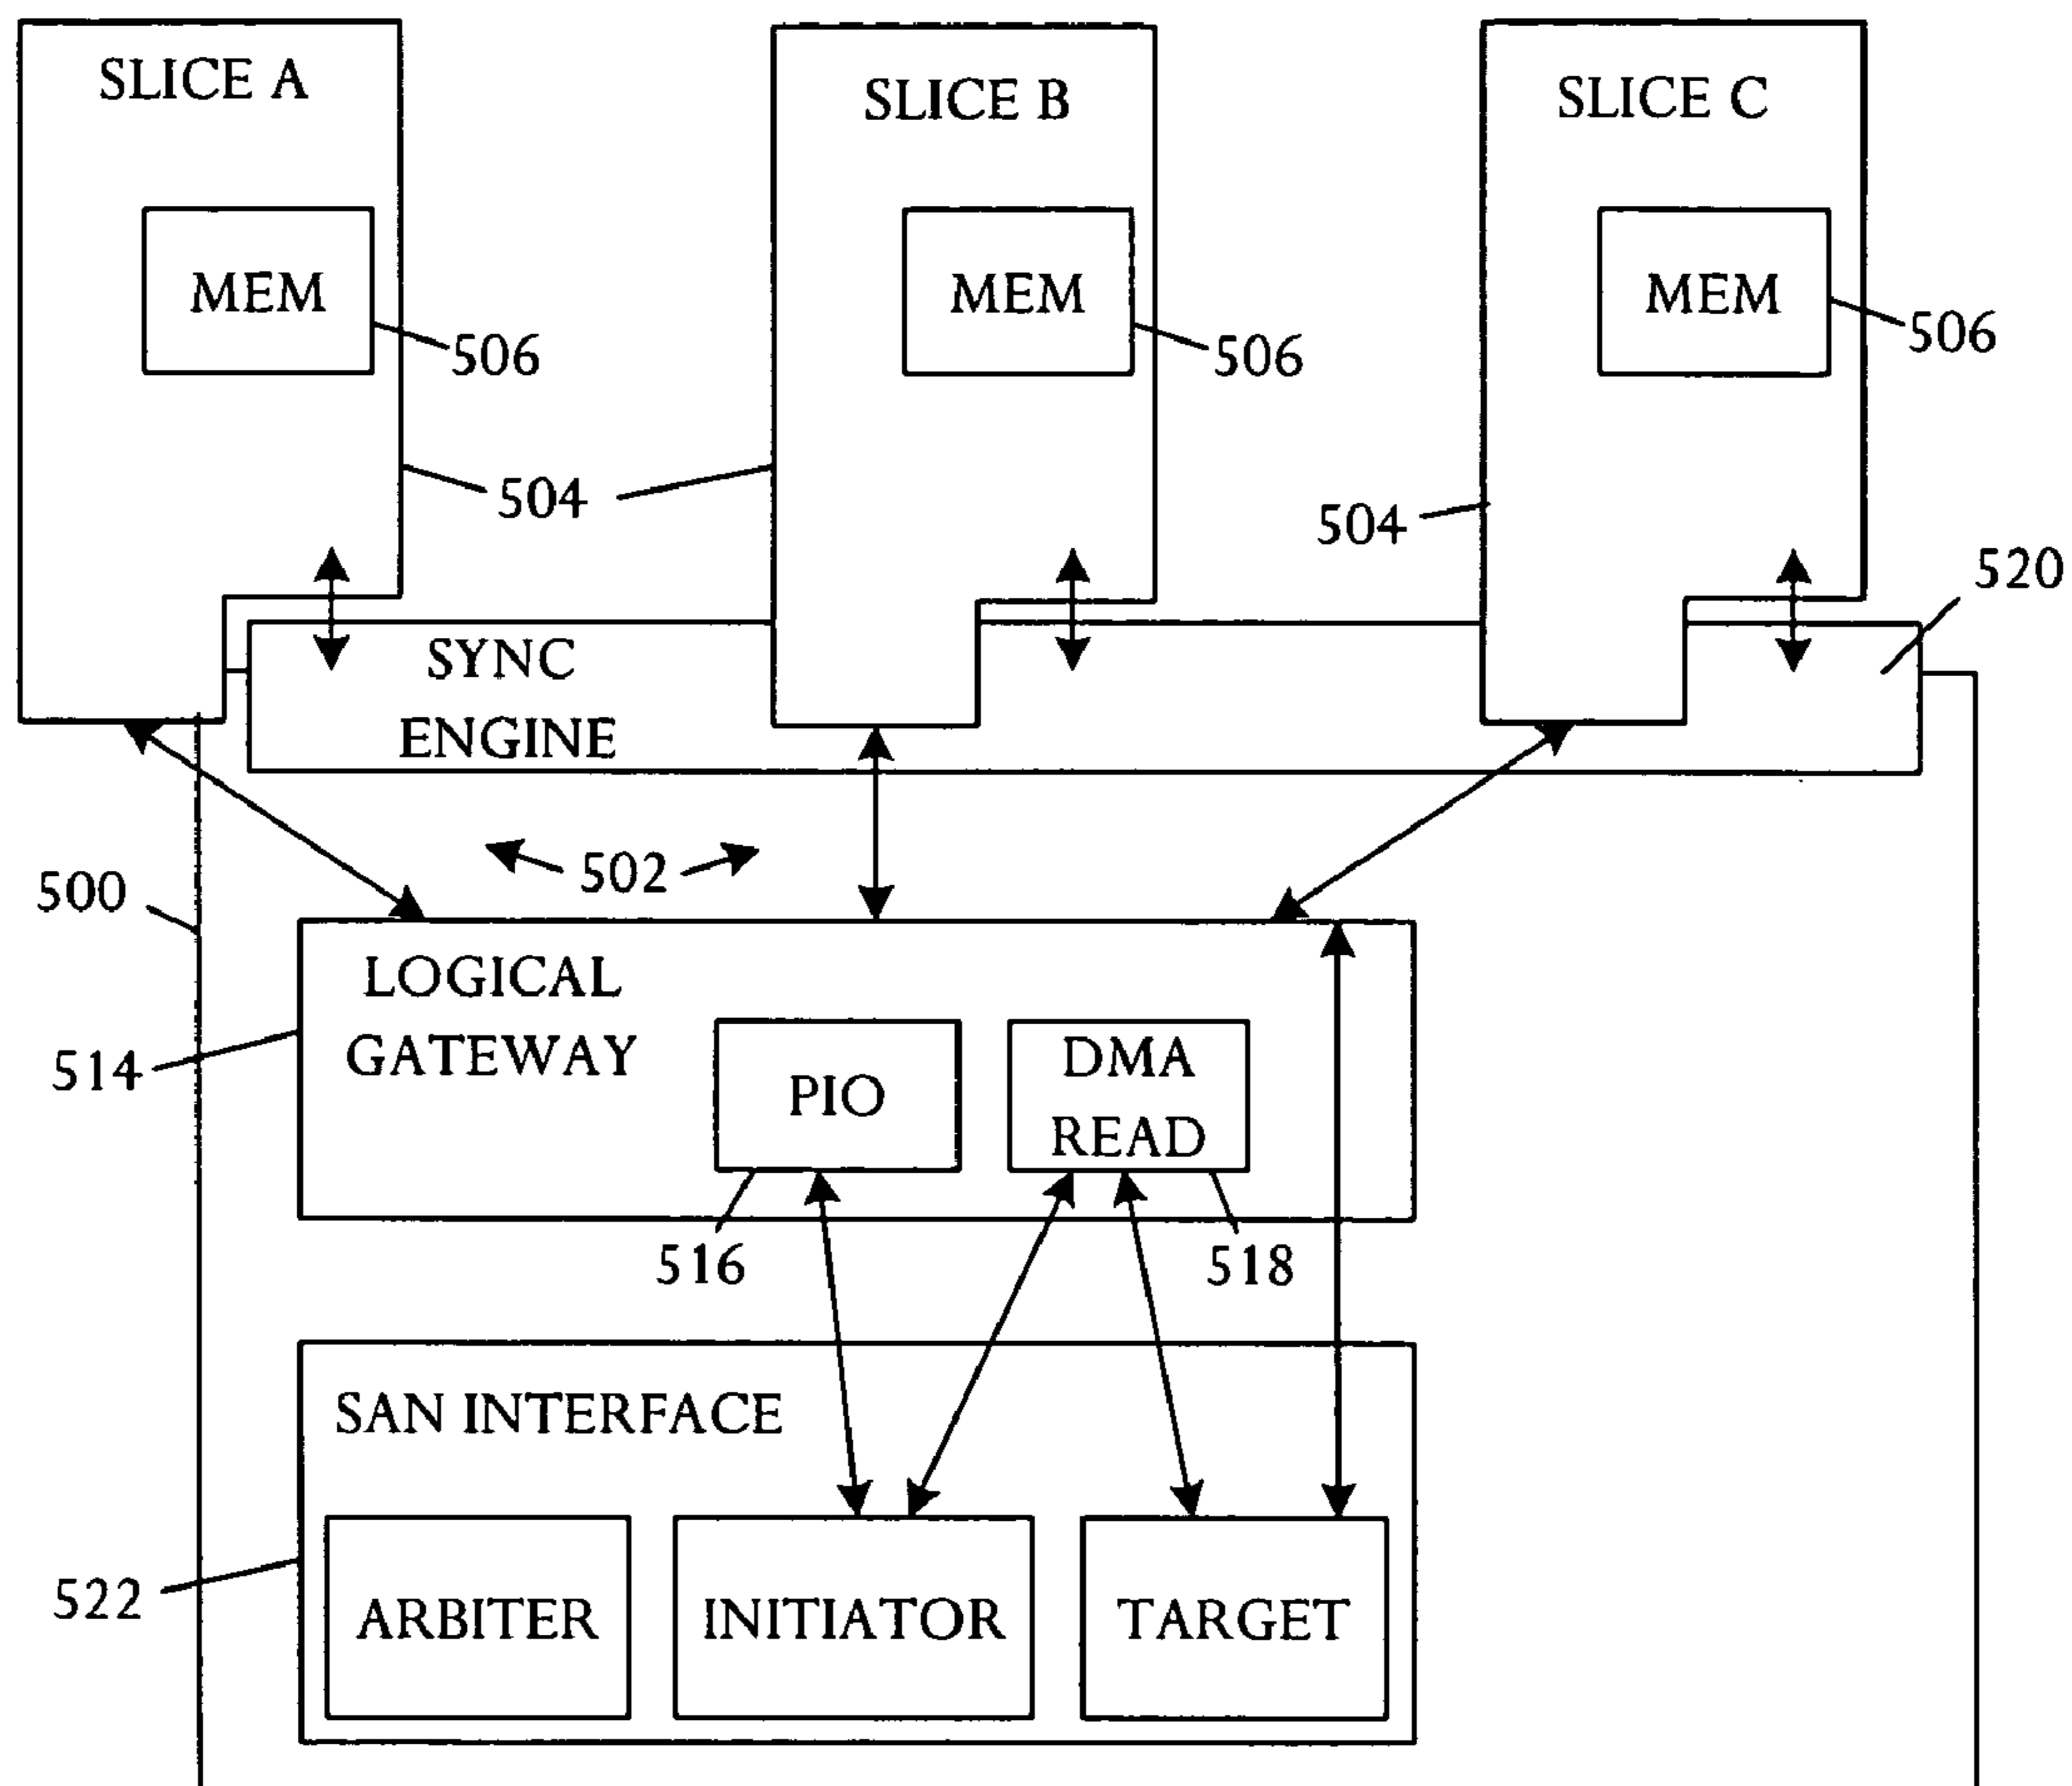 SLICE A
SLICE B
SLICE C
MEM
MEM
MEM
506
506
506
504
504
520
SYNC
ENGINE
502
500
LOGICAL
GATEWAY
514
PIO
DMA
READ
516
518
SAN INTERFACE
522
ARBITER
INITIATOR
TARGET